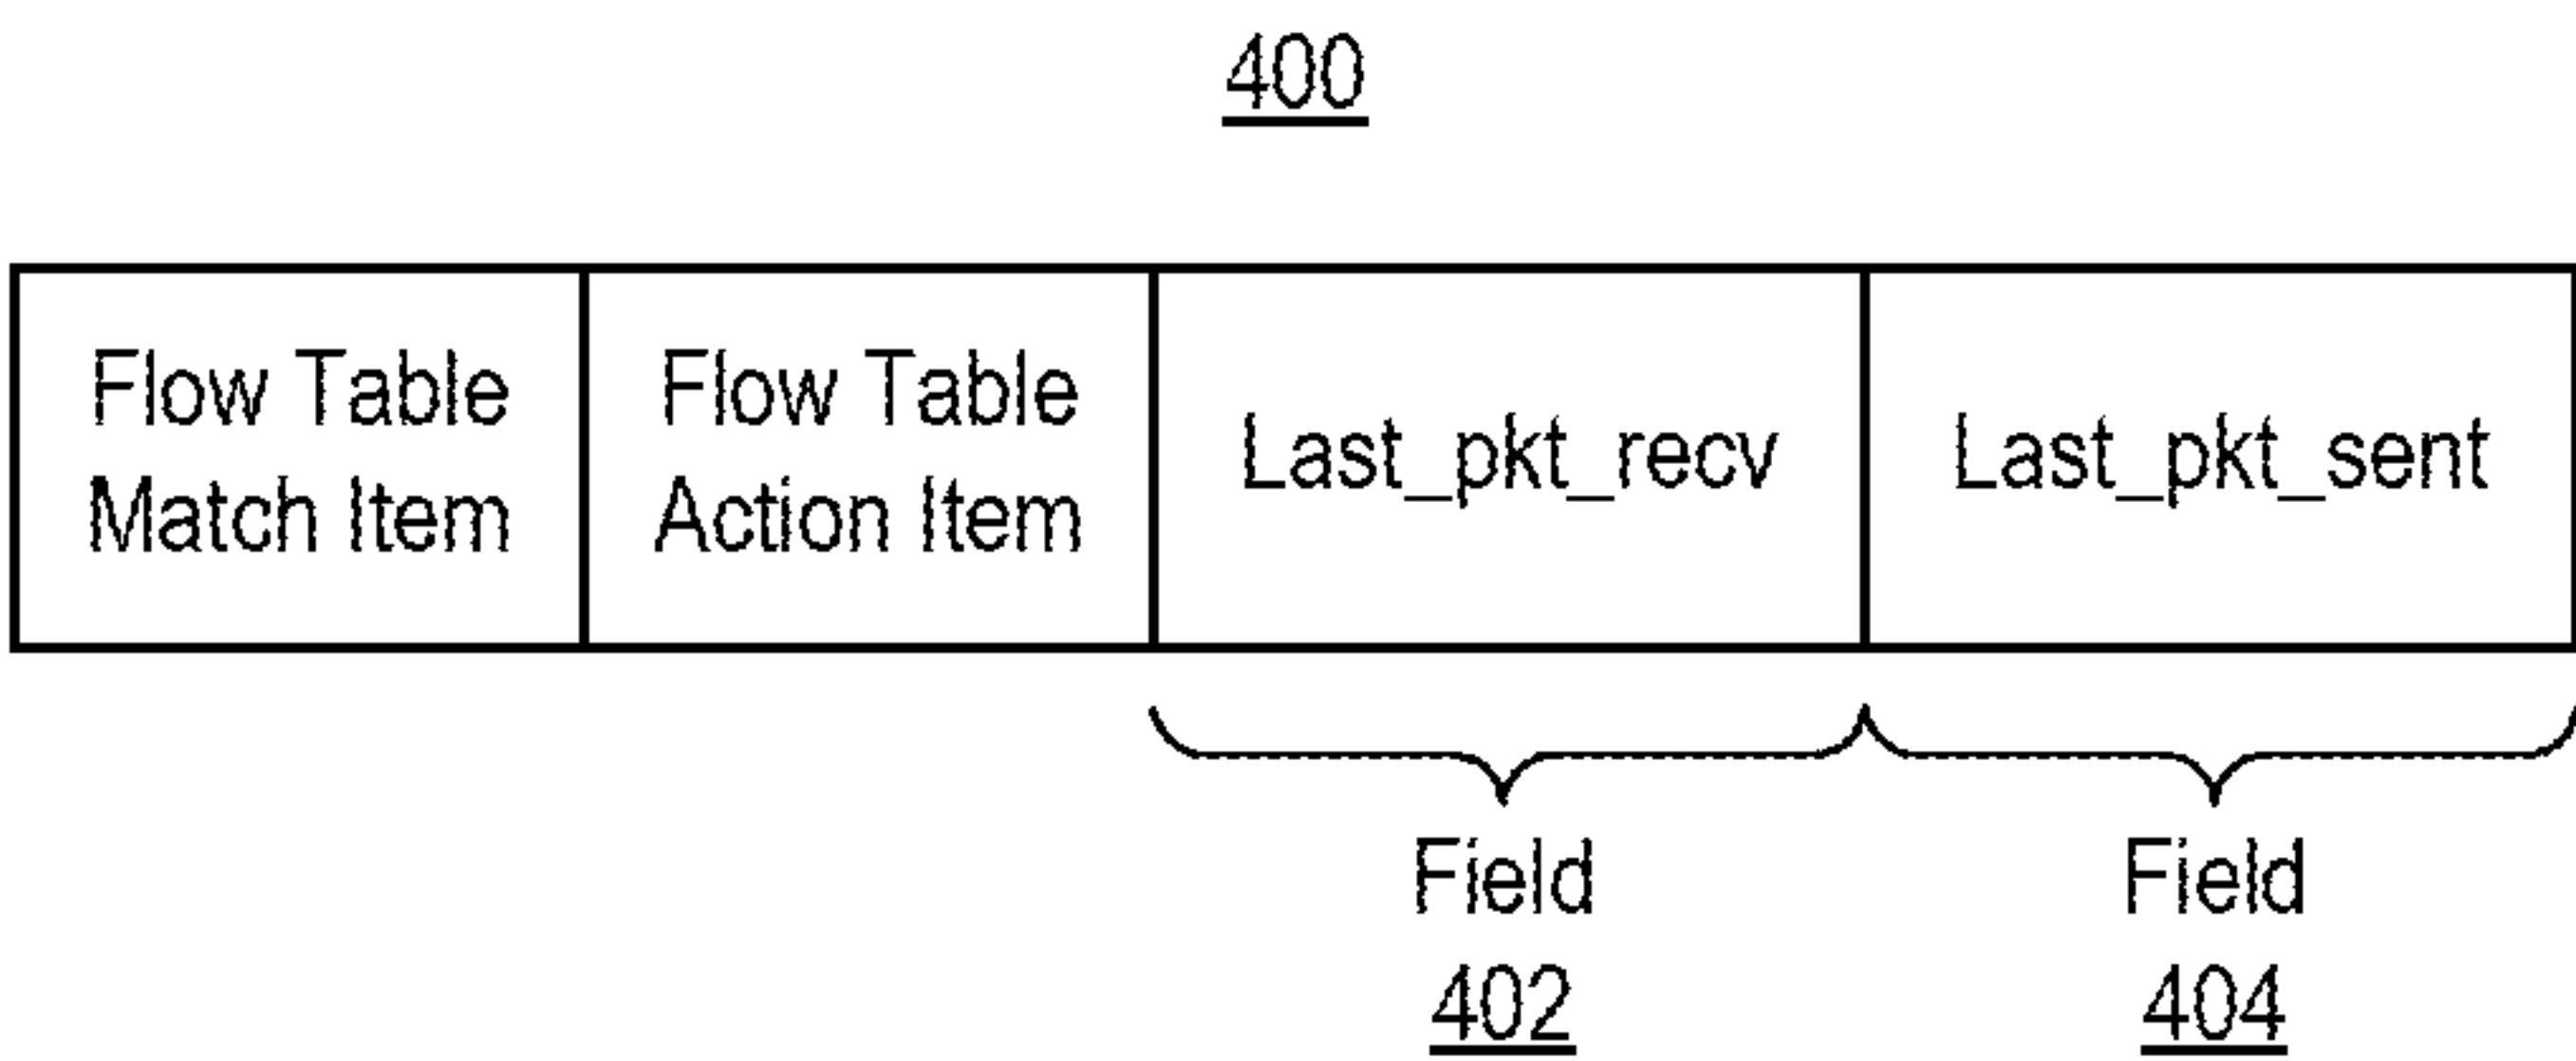 400
Flow Table
Match Item
Flow Table
Action Item
Last_pkt_recv
Last_pkt_sent
Field
402
Field
404